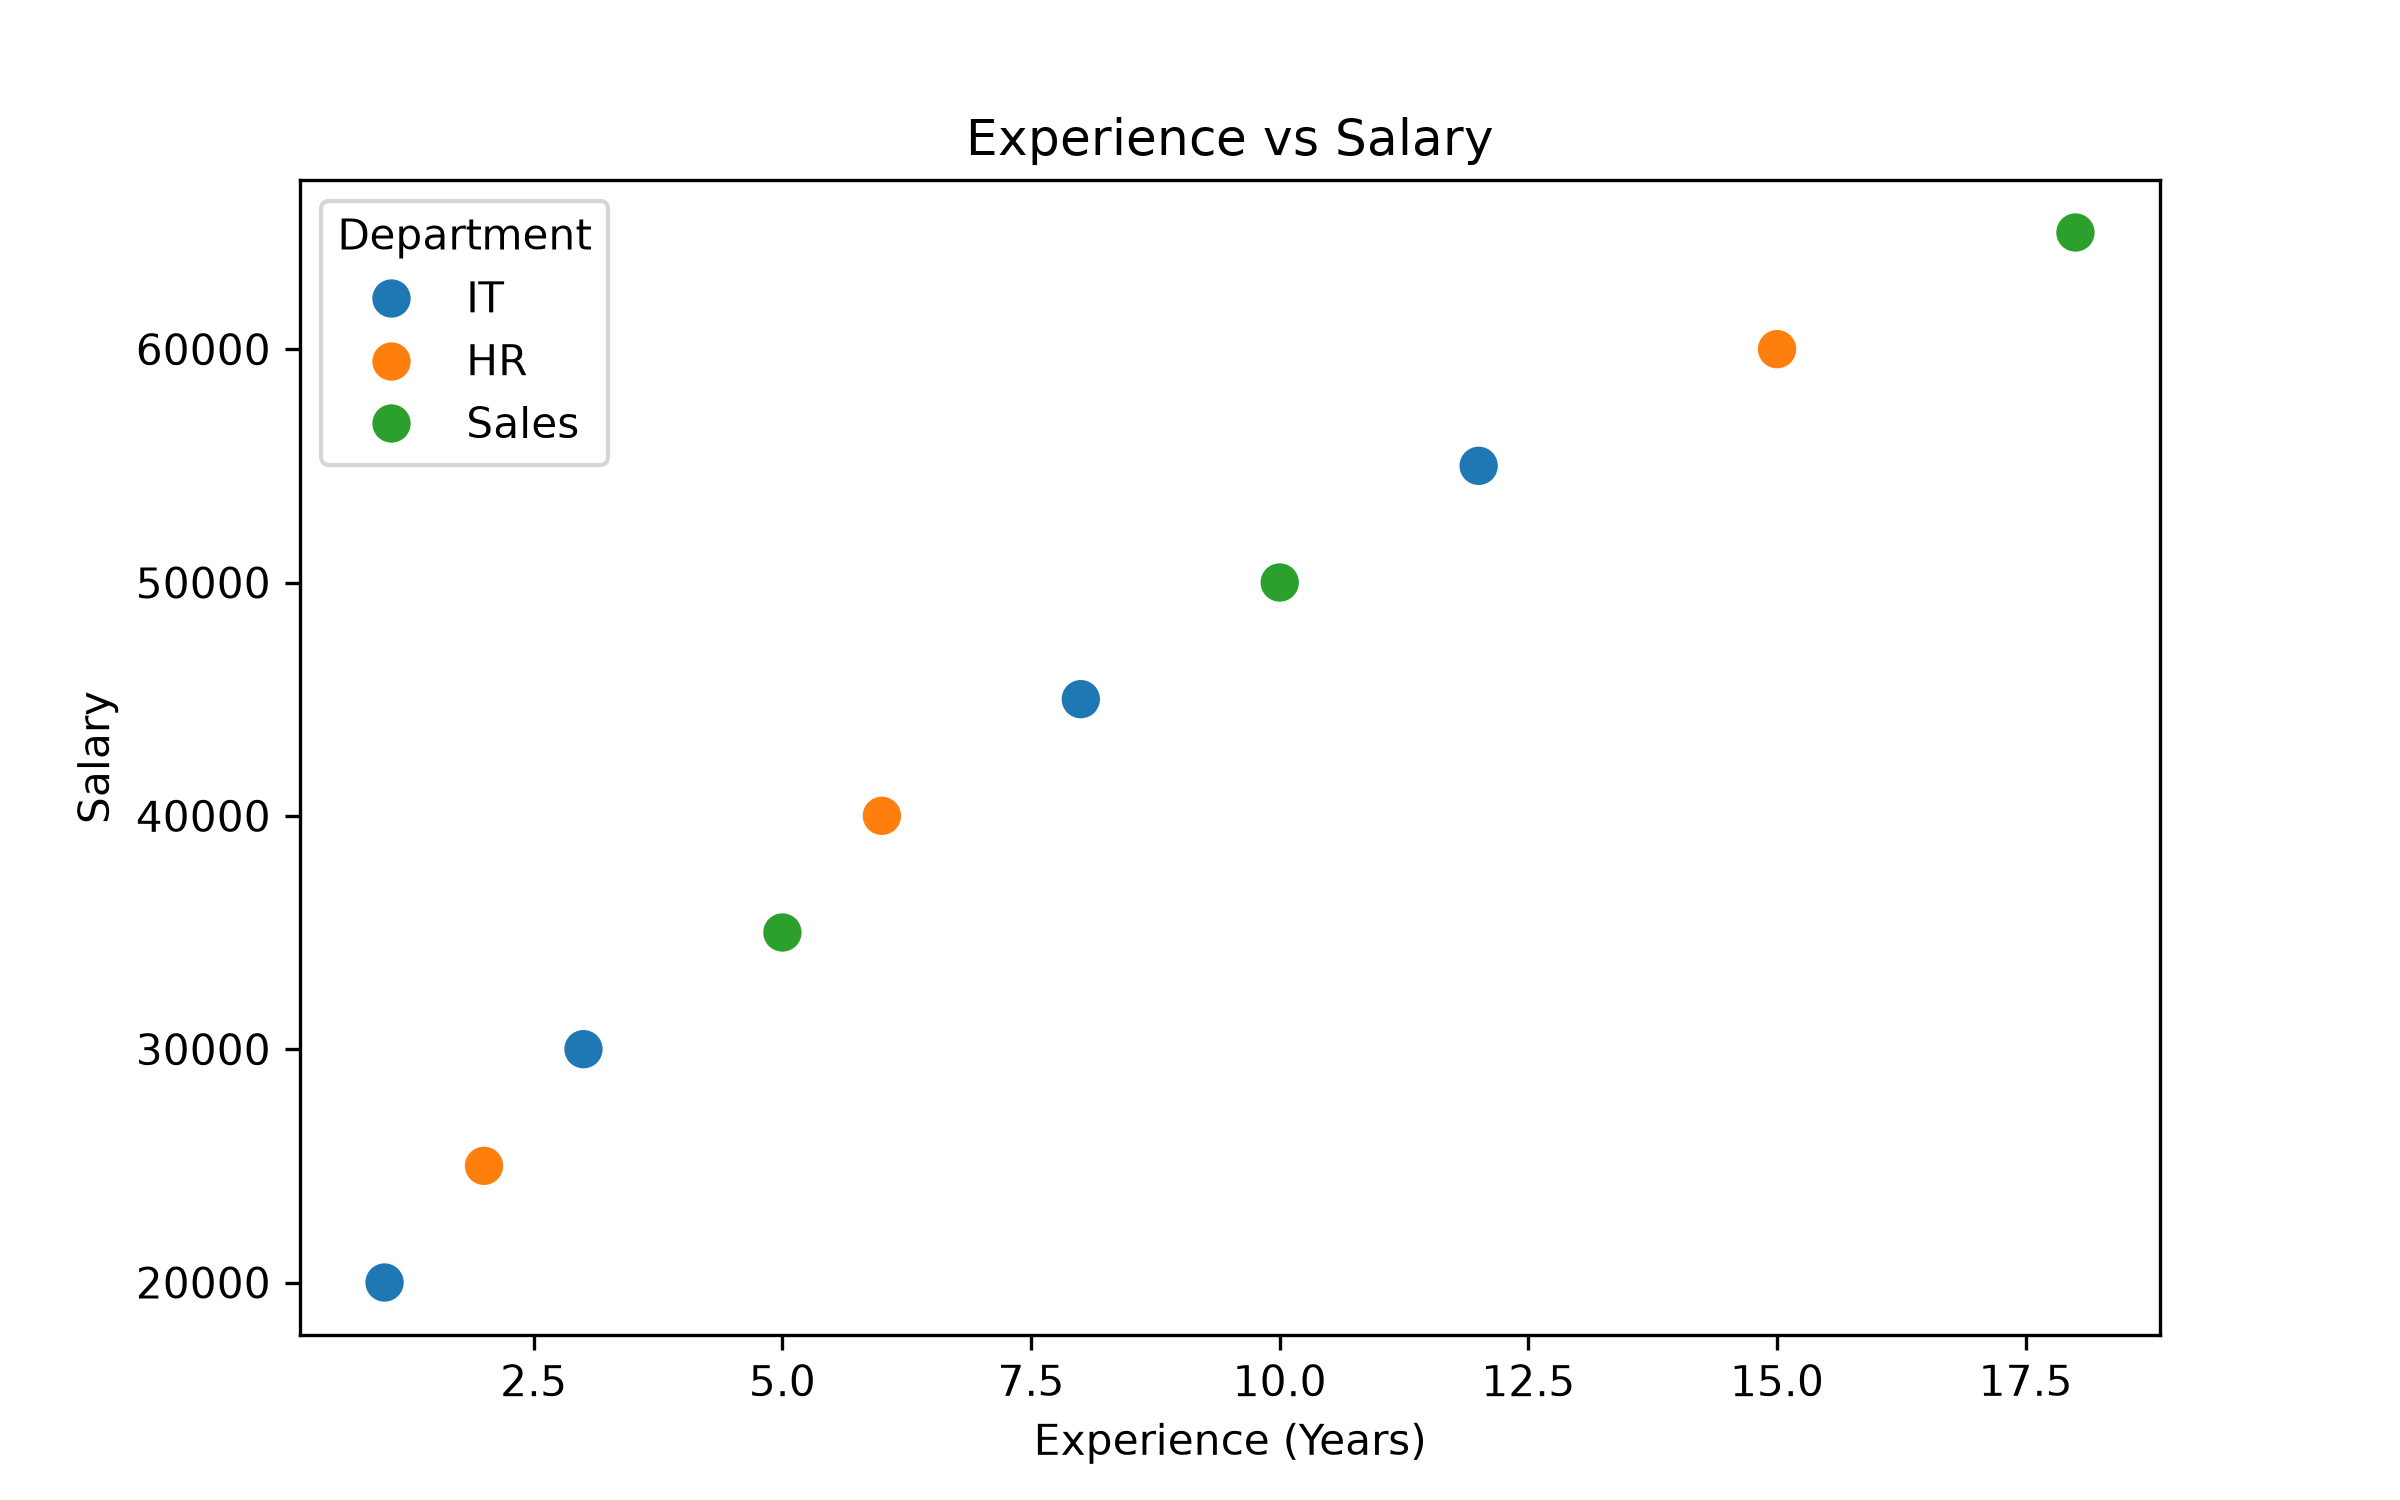 Experience vs Salary
Department
IT
HR
Sales
60000
50000
40000
30000
20000
Salary
2.5 5.0 7.5 10.0 12.5 15.0 17.5
Experience (Years)